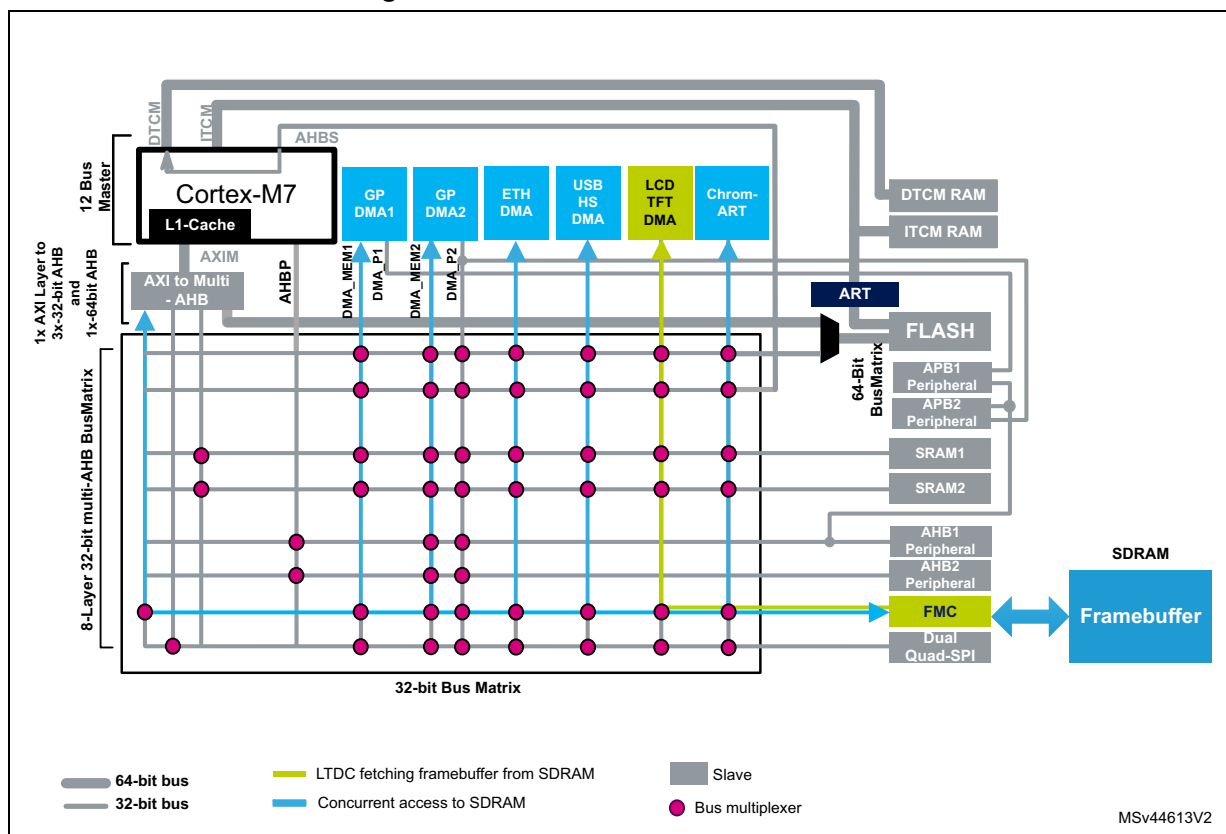 DTCM
ITCM
AHBS
12 Bus
Master
Cortex-M7
L1-Cache
GP
DMA1
GP
DMA2
ETH
DMA
USB
HS
DMA
LCD
TFT
DMA
Chrom-
ART
DTCM RAM
ITCM RAM
1x AXI Layer to
3x-32-bit AHB
and
1x-64bit AHB
AXIM
AXI to Multi
- AHB
AHBP
DMA_MEM1
DMA_P1
DMA_MEM2
DMA_P2
ART
FLASH
64-Bit
BusMatrix
APB1
Peripheral
APB2
Peripheral
8-Layer 32-bit multi-AHB BusMatrix
SRAM1
SRAM2
AHB1
Peripheral
AHB2
Peripheral
SDRAM
FMC
Framebuffer
Dual
Quad-SPI
32-bit Bus Matrix
64-bit bus
32-bit bus
LTDC fetching framebuffer from SDRAM
Concurrent access to SDRAM
Slave
Bus multiplexer
MSv44613V2